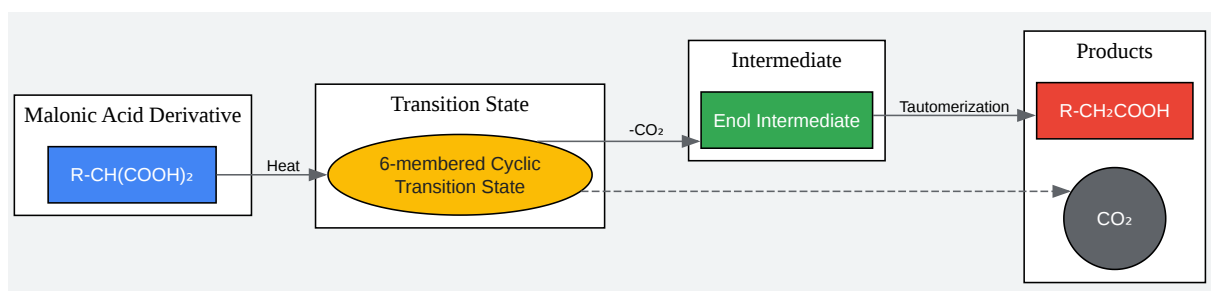 Malonic Acid Derivative
R-CH(COOH)₂
Heat
Transition State
6-membered Cyclic
Transition State
-CO₂
Intermediate
Enol Intermediate
Tautomerization
Products
R-CH₂COOH
CO₂